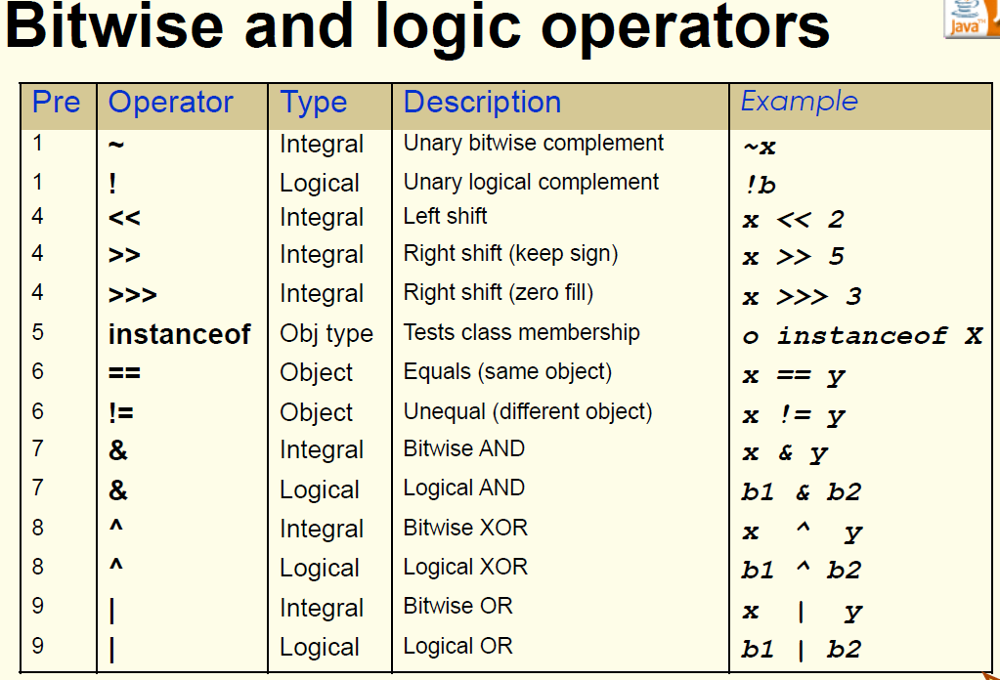 Bitwise and logic operators
Java™
Pre Operator Type Description Example
1 ~ Integral Unary bitwise complement ~x
1 ! Logical Unary logical complement !b
4 << Integral Left shift x << 2
4 >> Integral Right shift (keep sign) x >> 5
4 >>> Integral Right shift (zero fill) x >>> 3
5 instanceof Obj type Tests class membership o instanceof X
6 == Object Equals (same object) x == y
6 != Object Unequal (different object) x != y
7 & Integral Bitwise AND x & y
7 & Logical Logical AND b1 & b2
8 ^ Integral Bitwise XOR x ^ y
8 ^ Logical Logical XOR b1 ^ b2
9 | Integral Bitwise OR x | y
9 | Logical Logical OR b1 | b2